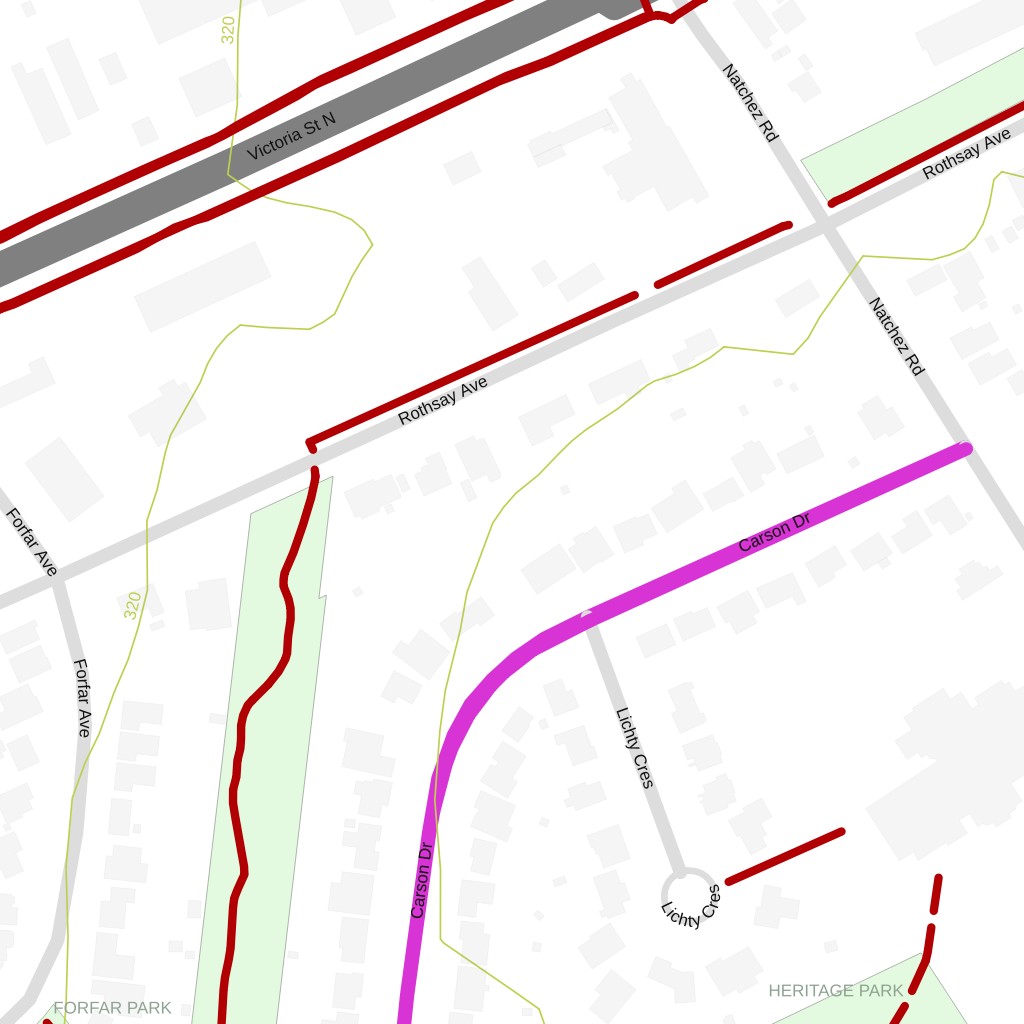 320
Natchez Rd
Victoria St N
Rothsay Ave
Natchez Rd
Rothsay Ave
Forfar Ave
Carson Dr
320
Forfar Ave
Lichty Cres
Carson Dr
Lichty Cres
HERITAGE PARK
FORFAR PARK